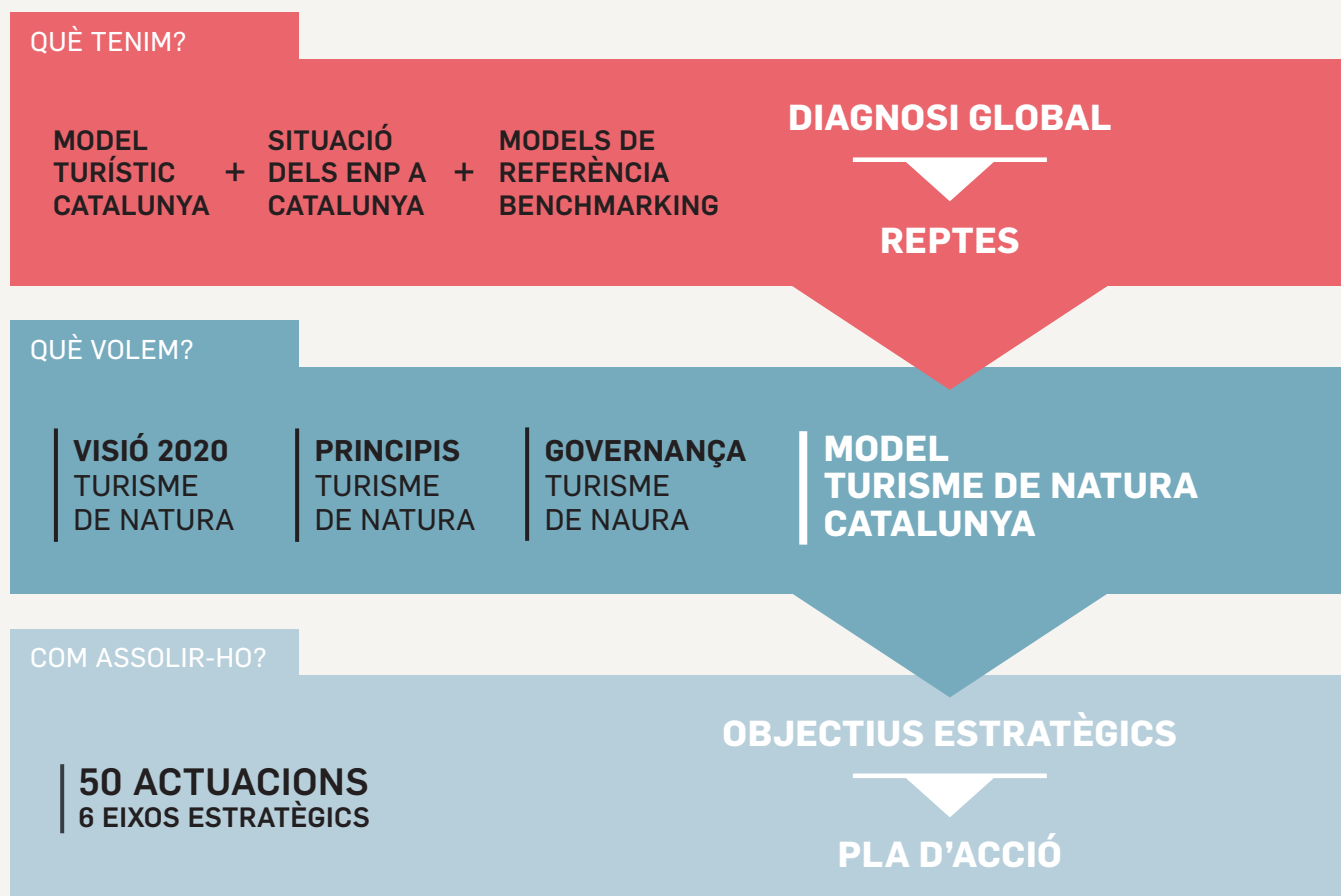 QUÈ TENIM?
MODEL
TURÍSTIC
CATALUNYA
+
SITUACIÓ
DELS ENP A
CATALUNYA
+
MODELS DE
REFERÈNCIA
BENCHMARKING
DIAGNOSI GLOBAL
REPTES
QUÈ VOLEM?
VISIÓ 2020
TURISME
DE NATURA
PRINCIPIS
TURISME
DE NATURA
GOVERNANÇA
TURISME
DE NAURA
MODEL
TURISME DE NATURA
CATALUNYA
COM ASSOLIR-HO?
50 ACTUACIONS
6 EIXOS ESTRATÈGICS
OBJECTIUS ESTRATÈGICS
PLA D’ACCIÓ